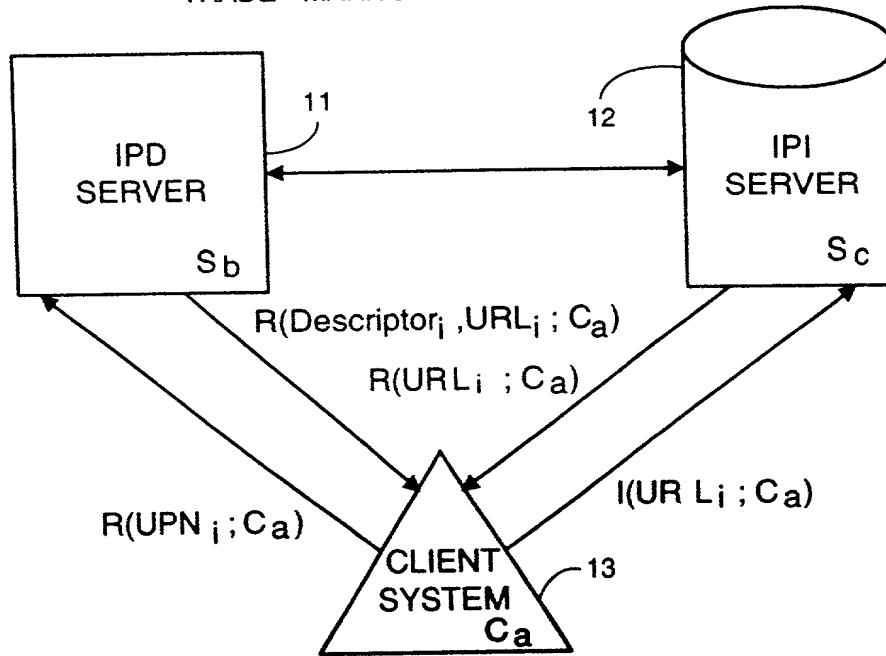 11
12
IPD
SERVER
Sb
IPI
SERVER
Sc
R(Descriptori ,URLi ; Ca)
R(URLi ; Ca)
R(UPN i ; Ca)
I(UR Li ; Ca)
CLIENT
SYSTEM
Ca
13